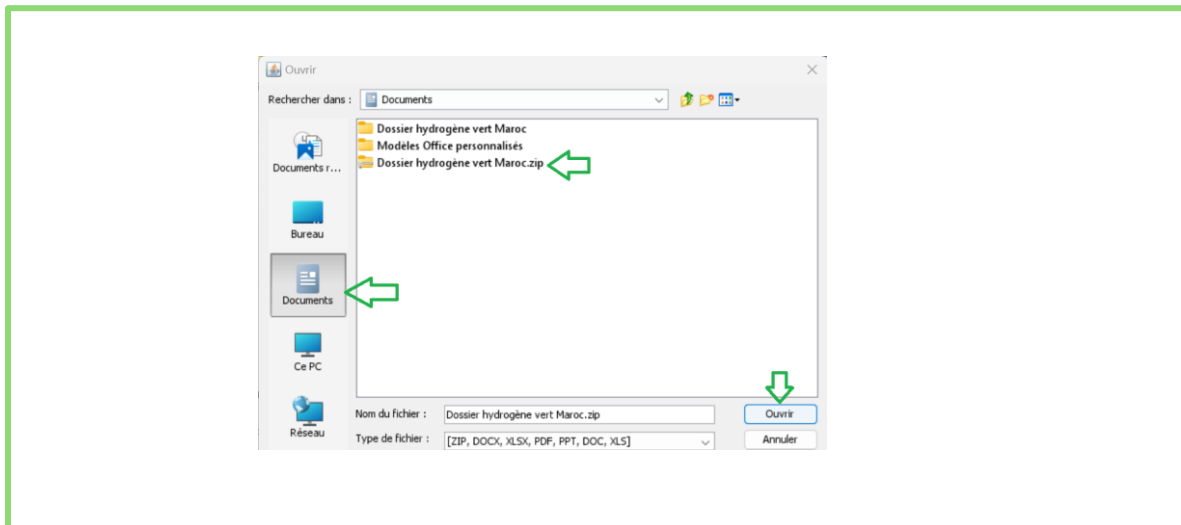 Ouvrir
Rechercher dans :
Documents
Dossier hydrogène vert Maroc
Modèles Office personnalisés
Dossier hydrogène vert Maroc.zip
Documents r...
Bureau
Documents
Ce PC
Réseau
Nom du fichier :
Dossier hydrogène vert Maroc.zip
Ouvrir
Type de fichier :
[ZIP, DOCX, XLSX, PDF, PPT, DOC, XLS]
Annuler